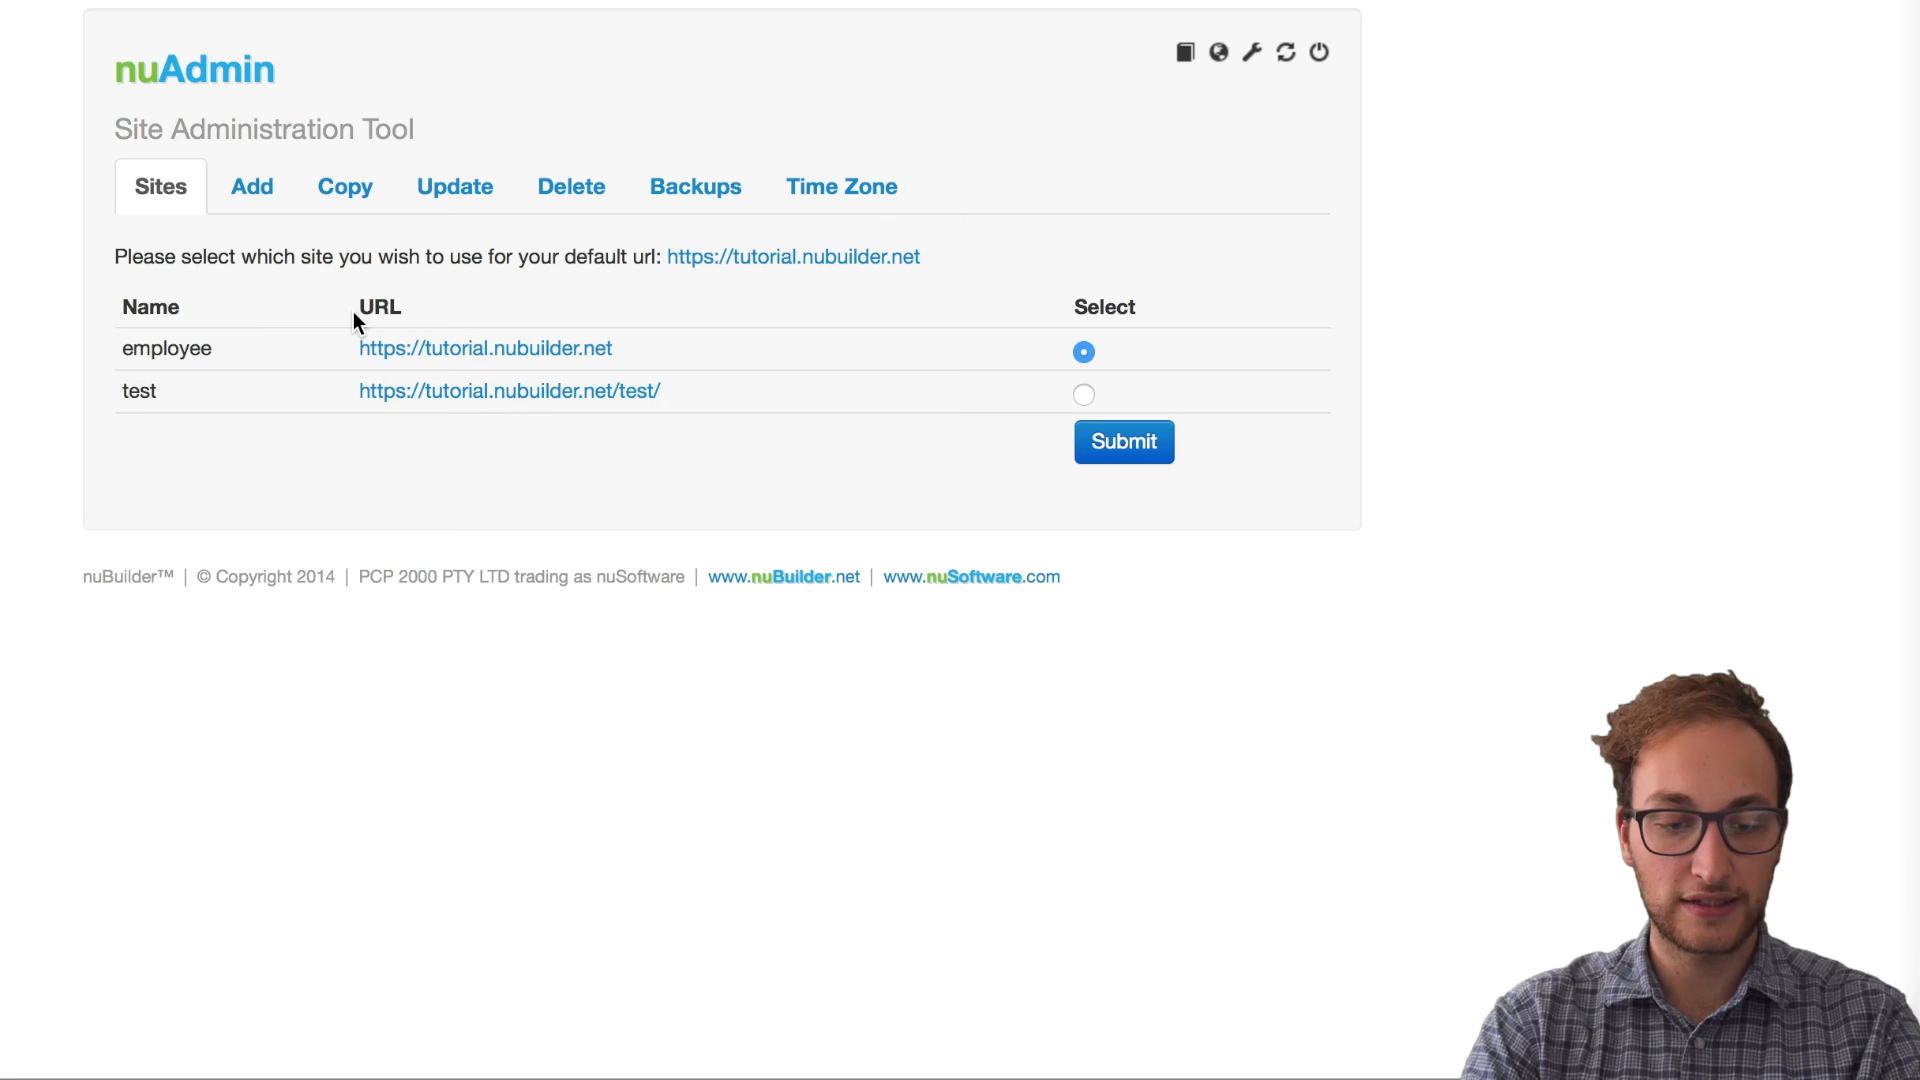 nuAdmin
Site Administration Tool
Sites Add Copy Update Delete Backups Time Zone
Please select which site you wish to use for your default url: https://tutorial.nubuilder.net
Name URL Select
employee https://tutorial.nubuilder.net
test https://tutorial.nubuilder.net/test/
Submit
nuBuilder™ | © Copyright 2014 | PCP 2000 PTY LTD trading as nuSoftware | www.nuBuilder.net | www.nuSoftware.com